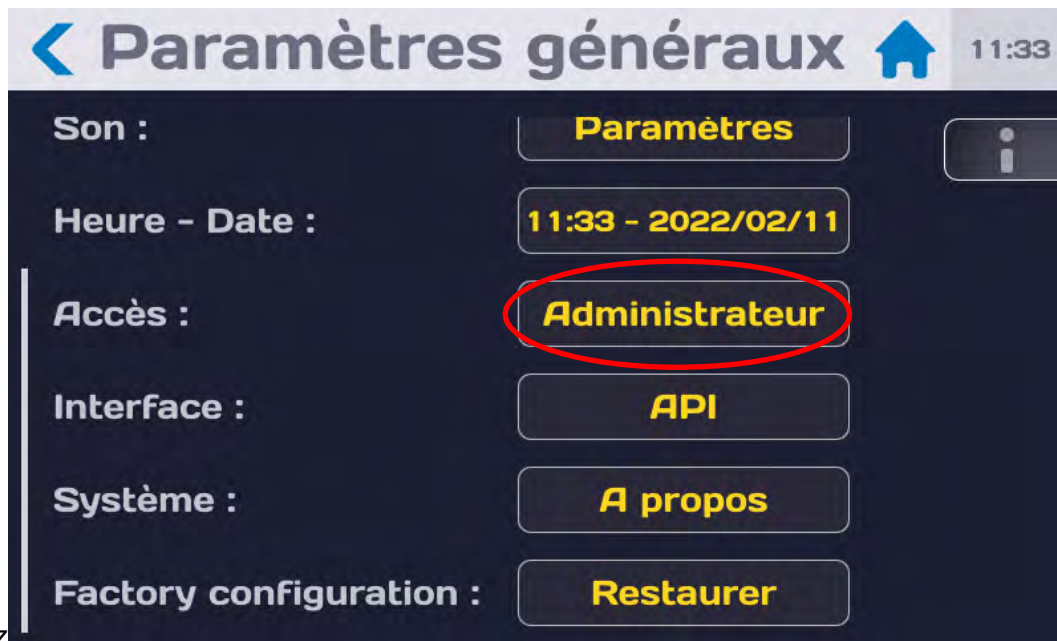 Paramètres généraux 11:33
Son : Paramètres
Heure - Date : 11:33 - 2022/02/11
Accès : Administrateur
Interface : API
Système : A propos
Factory configuration : Restaurer